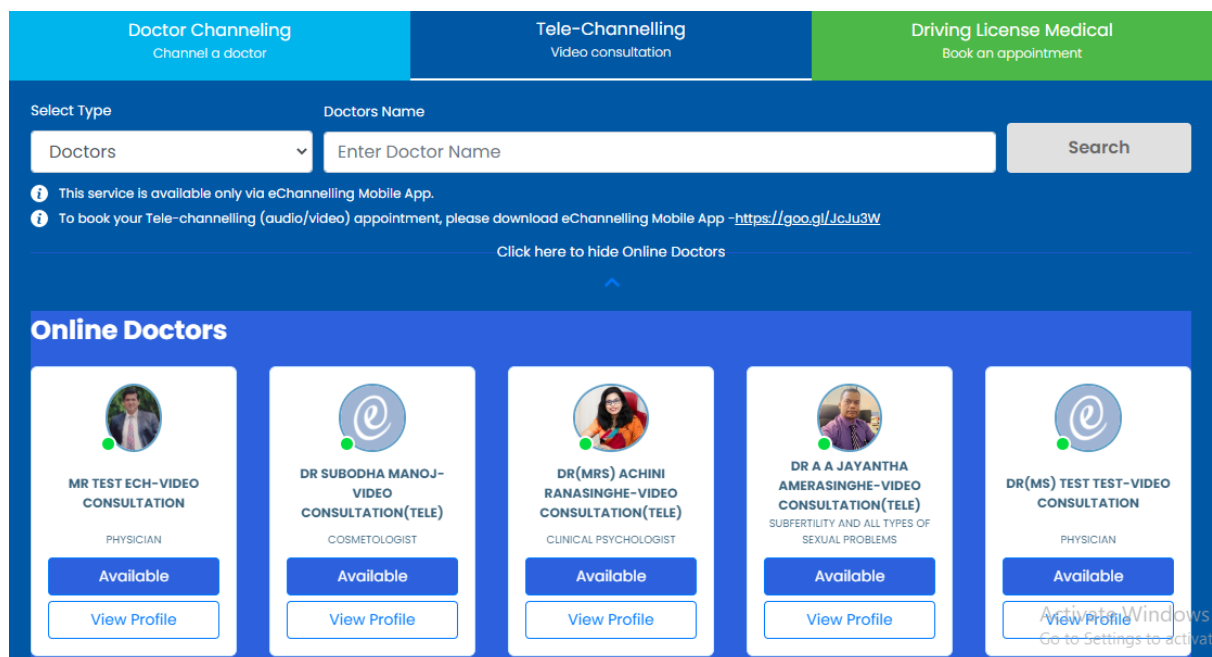 Doctor Channeling
Channel a doctor
Tele-Channelling
Video consultation
Driving License Medical
Book an appointment
Select Type
Doctors Name
Doctors
Enter Doctor Name
Search
This service is available only via eChannelling Mobile App.
To book your Tele-channelling (audio/video) appointment, please download eChannelling Mobile App -https://goo.gl/JcJu3W
Click here to hide Online Doctors
Online Doctors
MR TEST ECH-VIDEO
CONSULTATION
PHYSICIAN
Available
View Profile
DR SUBODHA MANOJ-
VIDEO
CONSULTATION(TELE)
COSMETOLOGIST
Available
View Profile
DR(MRS) ACHINI
RANASINGHE-VIDEO
CONSULTATION(TELE)
CLINICAL PSYCHOLOGIST
Available
View Profile
DR A A JAYANTHA
AMERASINGHE-VIDEO
CONSULTATION(TELE)
SUBFERTILITY AND ALL TYPES OF
SEXUAL PROBLEMS
Available
View Profile
DR(MS) TEST TEST-VIDEO
CONSULTATION
PHYSICIAN
Available
View Profile
Activate Windows
Go to Settings to activat